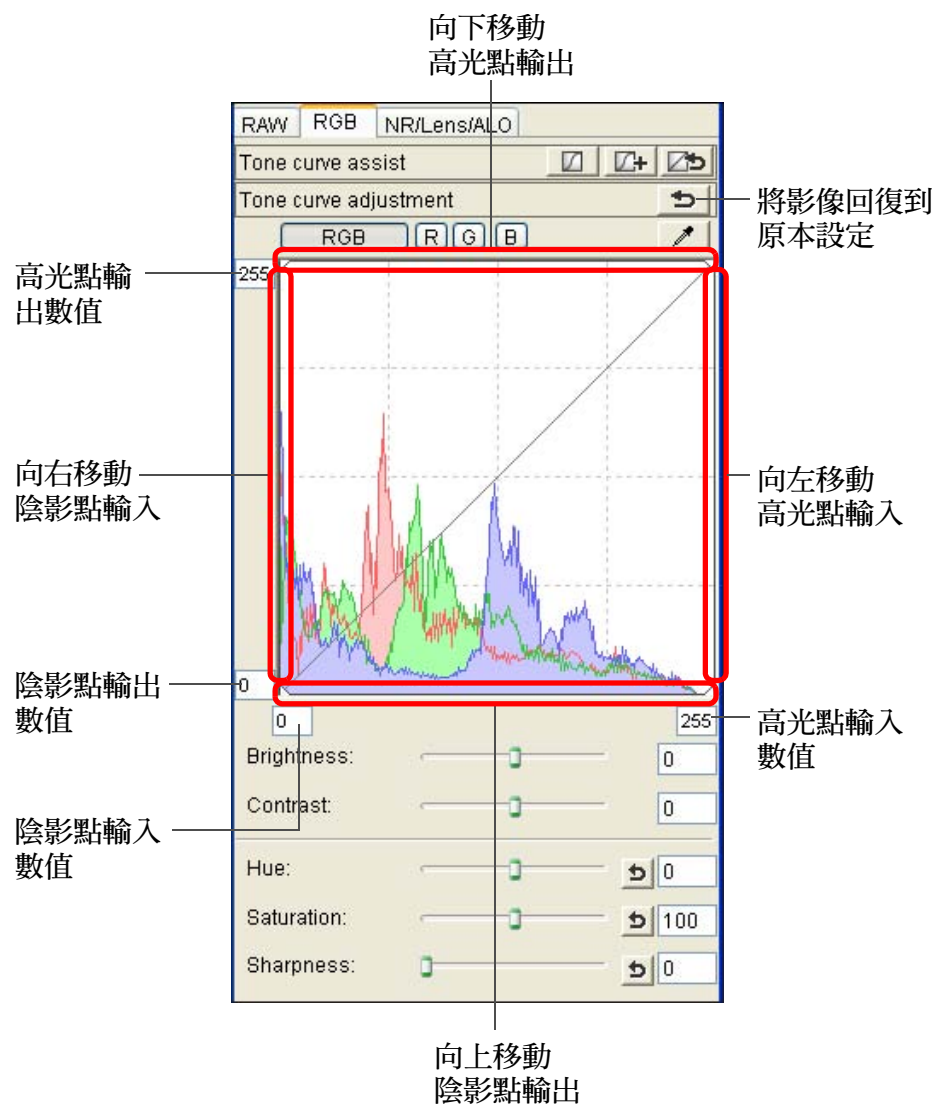 向下移動
高光點輸出
RAW RGB NR/Lens/ALO
Tone curve assist
Tone curve adjustment
將影像回復到
原本設定
RGB R G B
高光點輸
出數值
255
向右移動
陰影點輸入
向左移動
高光點輸入
陰影點輸出
數值
0
0 255
高光點輸入
數值
Brightness: 0
Contrast: 0
陰影點輸入
數值
Hue: 0
Saturation: 100
Sharpness: 0
向上移動
陰影點輸出